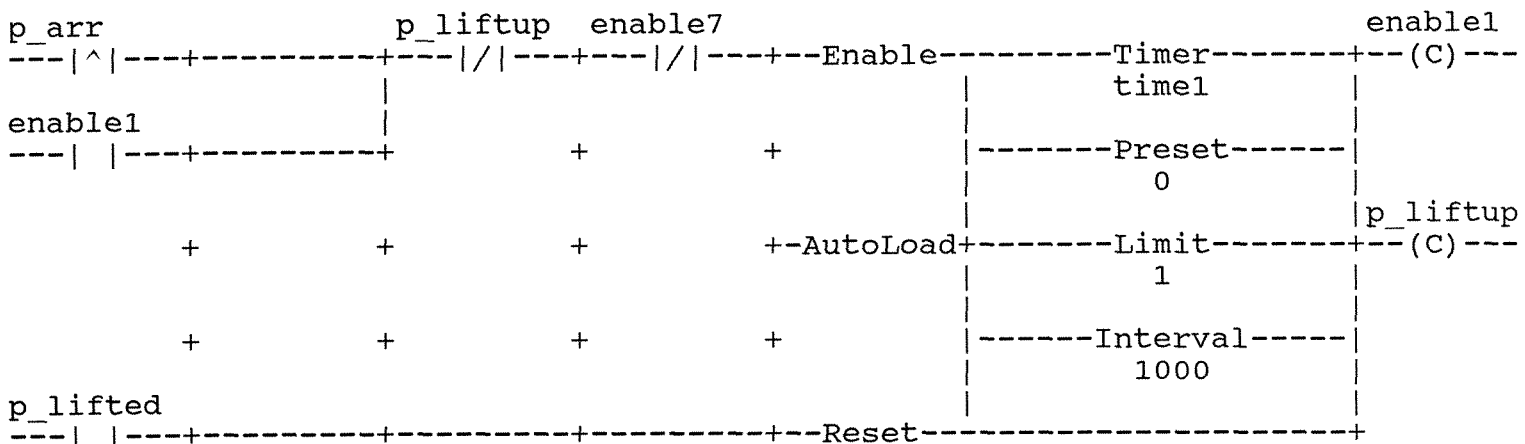 p_arr p_liftup enable7 enable1
---|^|---+----------+---|/|---+---|/|---+--Enable---------Timer-------+--(C)---
| | time1 |
enable1 | | |
---| |---+----------+ + + |-------Preset------|
| 0 |
| |p_liftup
+ + + +-AutoLoad+-------Limit-------+--(C)---
| 1 |
| |
+ + + + |------Interval-----|
| 1000 |
p_lifted | |
---| |---+----------+---------+---------+--Reset----------------------+